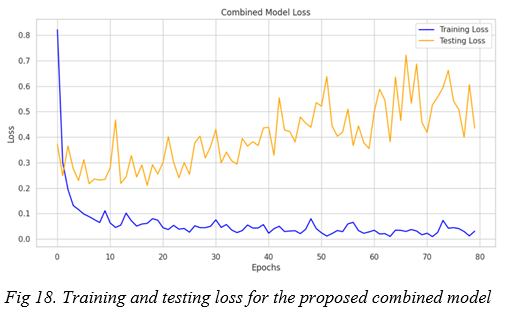 Combined Model Loss
Training Loss
Testing Loss
0.8
0.7
0.6
0.5
0.4
0.3
0.2
0.1
0.0
Loss
0 10 20 30 40 50 60 70 80
Epochs
Fig 18. Training and testing loss for the proposed combined model